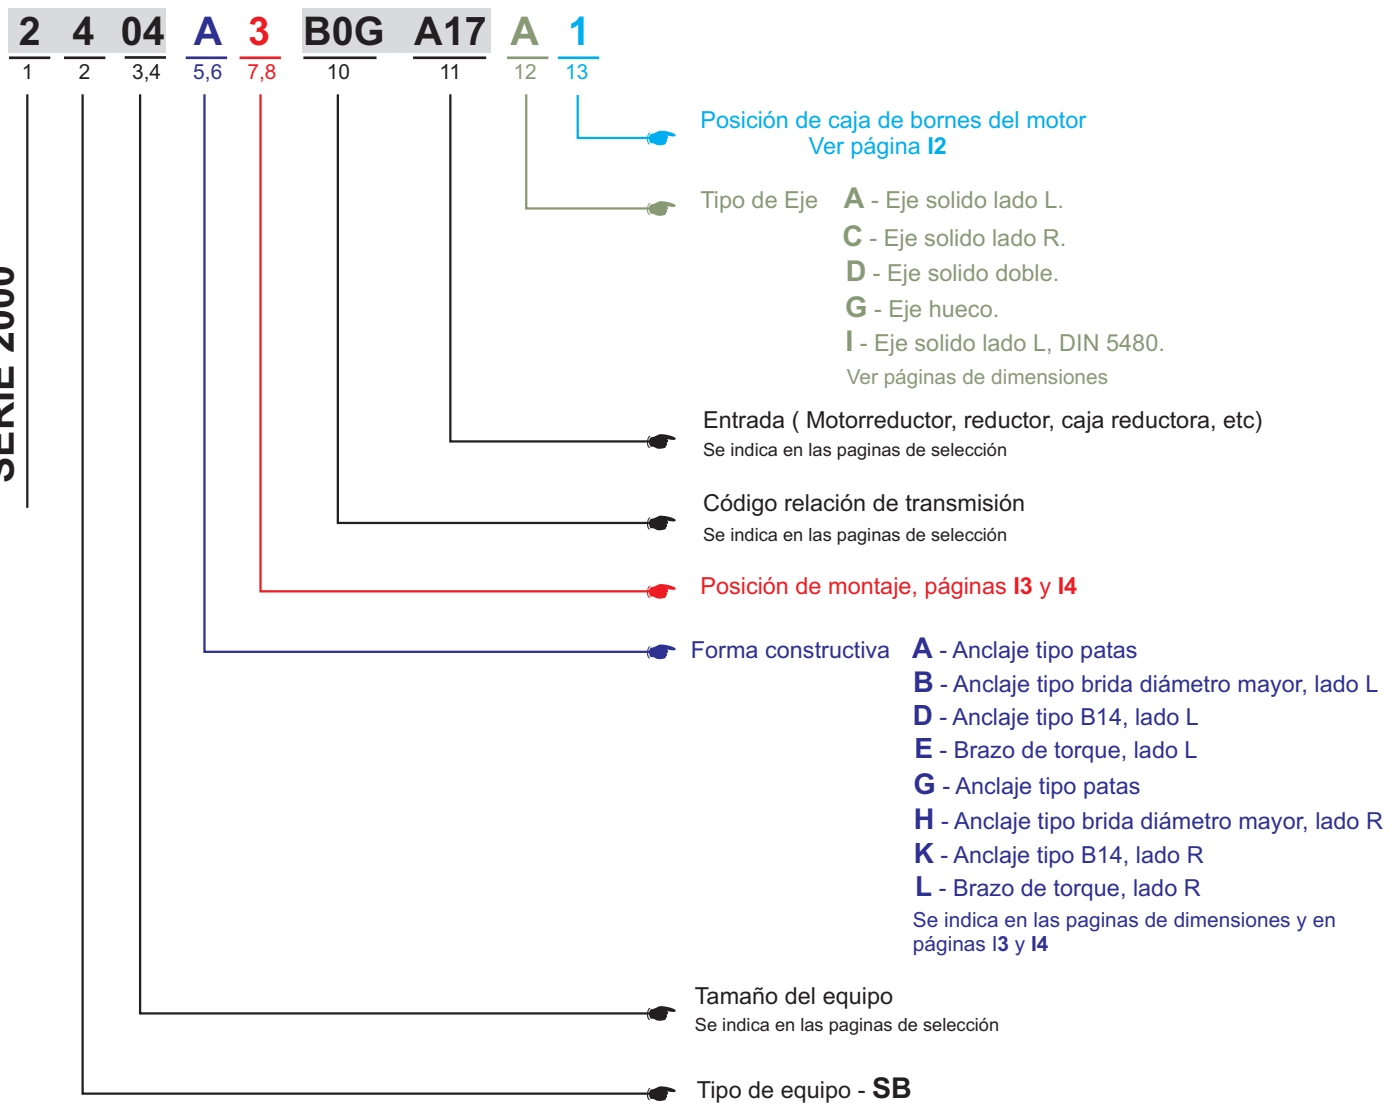 2 4 04 A 3 B0G A17 A 1
1 2 3,4 5,6 7,8 10 11 12 13
SERIE 2000
Posición de caja de bornes del motor
Ver página I2
Tipo de Eje A - Eje solido lado L.
C - Eje solido lado R.
D - Eje solido doble.
G - Eje hueco.
I - Eje solido lado L, DIN 5480.
Ver páginas de dimensiones
Entrada ( Motorreductor, reductor, caja reductora, etc)
Se indica en las paginas de selección
Código relación de transmisión
Se indica en las paginas de selección
Posición de montaje, páginas I3 y I4
Forma constructiva A - Anclaje tipo patas
B - Anclaje tipo brida diámetro mayor, lado L
D - Anclaje tipo B14, lado L
E - Brazo de torque, lado L
G - Anclaje tipo patas
H - Anclaje tipo brida diámetro mayor, lado R
K - Anclaje tipo B14, lado R
L - Brazo de torque, lado R
Se indica en las paginas de dimensiones y en
páginas I3 y I4
Tamaño del equipo
Se indica en las paginas de selección
Tipo de equipo - SB